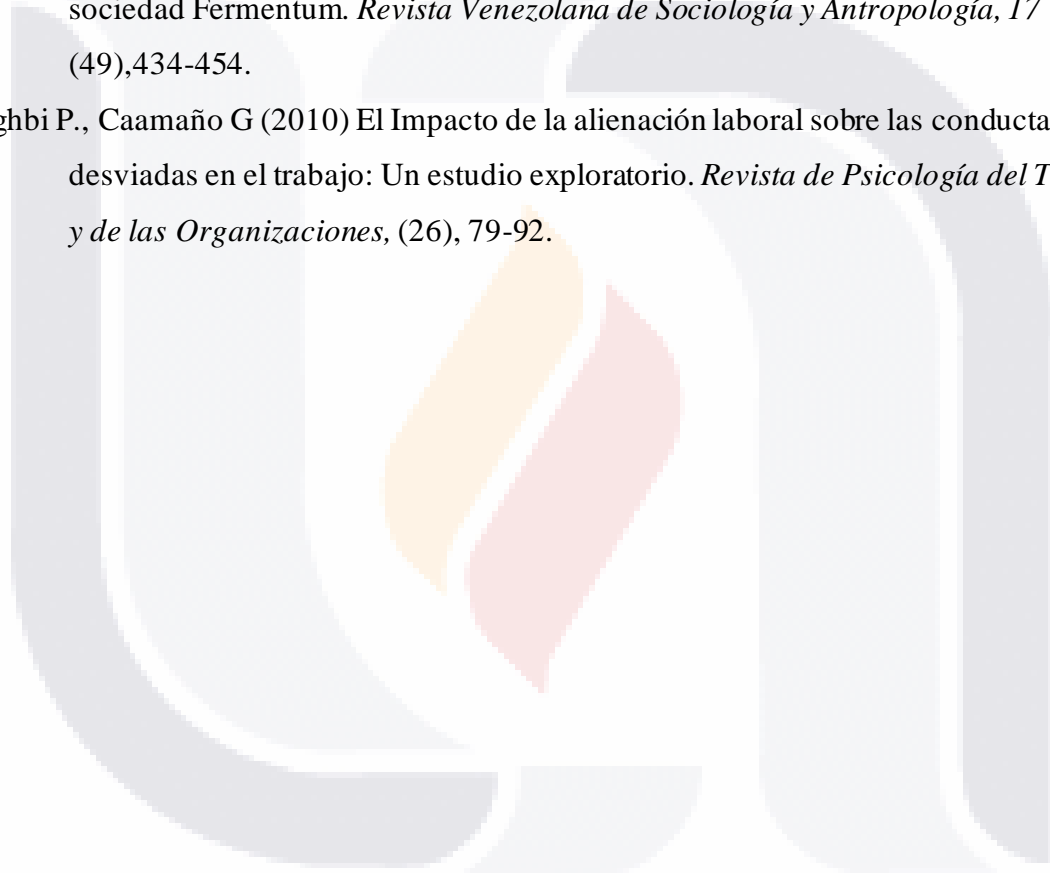 sociedad Fermentum. Revista Venezolana de Sociología y Antropología, 17
(49),434-454.
ghbi P., Caamaño G (2010) El Impacto de la alienación laboral sobre las conducta
desviadas en el trabajo: Un estudio exploratorio. Revista de Psicología del T
y de las Organizaciones, (26), 79-92.